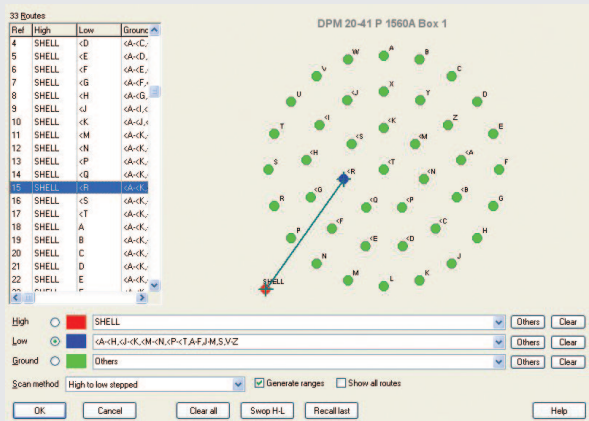 33 Routes
Ref High Low Ground
4 SHELL <D <A-<C,
5 SHELL <E <A-<D,
6 SHELL <F <A-<E,
7 SHELL <G <A-<F,
8 SHELL <H <A-<G,
9 SHELL <J <A-<I,<
10 SHELL <K <A-<J,
11 SHELL <M <A-<K,
12 SHELL <N <A-<K,
13 SHELL <P <A-<K,
14 SHELL <Q <A-<K,
15 SHELL <R <A-<K,
16 SHELL <S <A-<K,
17 SHELL <T <A-<K,
18 SHELL A <A-<K,
19 SHELL B <A-<K,
20 SHELL C <A-<K,
21 SHELL D <A-<K,
22 SHELL E <A-<K,
DPM 20-41 P 1560A Box 1
W A B
V X C
U <J Y D
T <I <K Z E
<S <M
S <H <R <T <A F
<N
R <G <Q <P <B G
P <F <C H
<E <D
N J
M L K
SHELL
High SHELL Others Clear
Low <A-<H,<J-<K,<M-<N,<P-<T,A-F,J-M,S,V-Z Others Clear
Ground Others Others Clear
Scan method High to low stepped Generate ranges Show all routes
OK Cancel Clear all Swop H-L Recall last Help